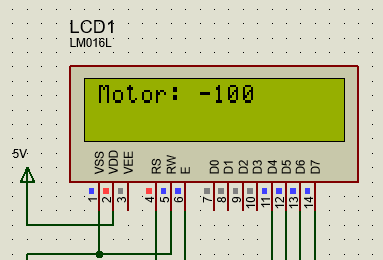 LCD1
LM016L
Motor: -100
5V
VSS
VDD
VEE
RS
RW
E
D0
D1
D2
D3
D4
D5
D6
D7
1
2
3
4
5
6
7
8
9
10
11
12
13
14